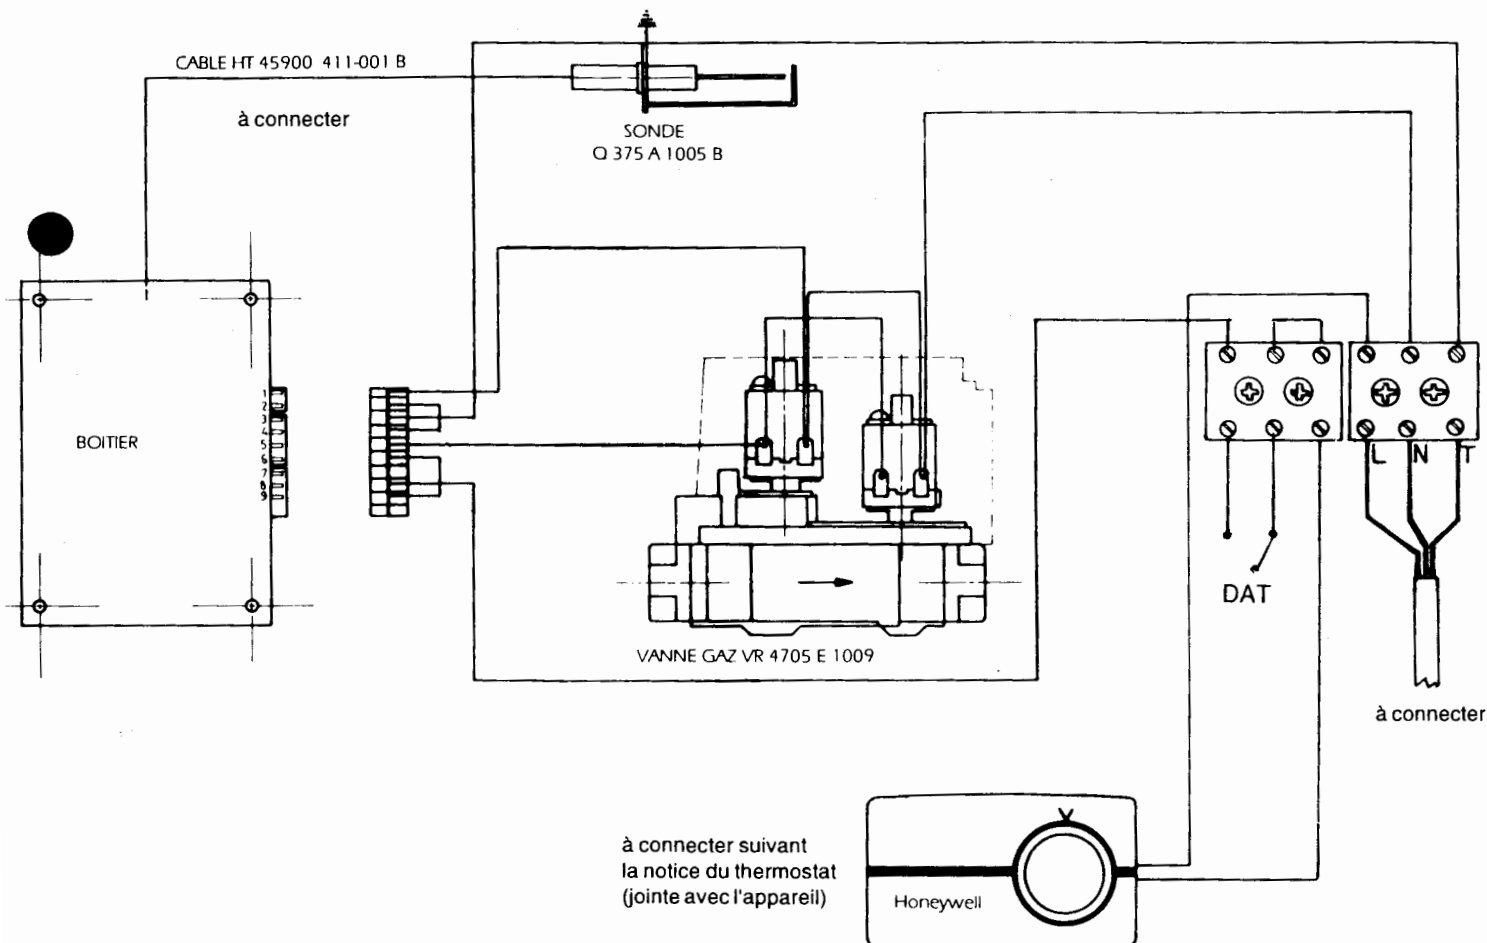 CABLE HT 45900 411-001 B
à connecter
SONDE
Q 375 A 1005 B
BOITIER
1
2
3
4
5
6
7
8
9
L N T
DAT
VANNE GAZ VR 4705 E 1009
à connecter
à connecter suivant
la notice du thermostat
(jointe avec l'appareil)
Honeywell